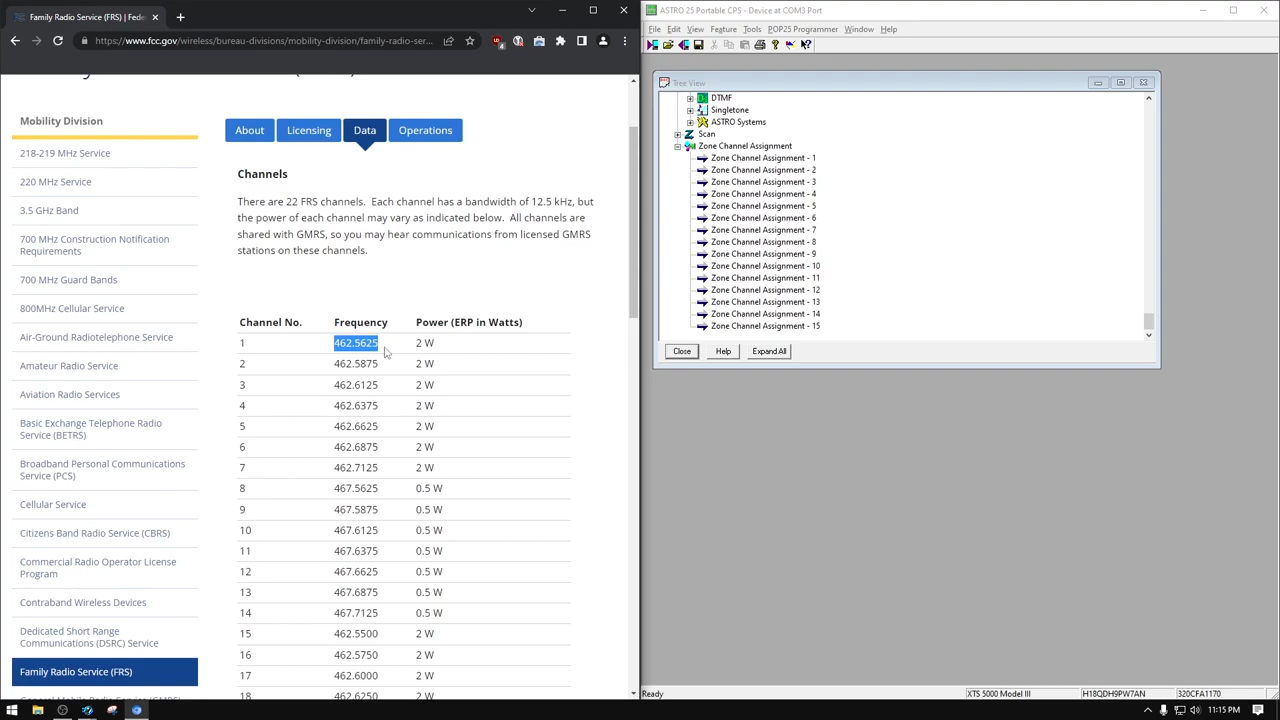 Family Radio Service (FRS) | Fede
https://www.fcc.gov/wireless/bureau-divisions/mobility-division/family-radio-ser...
4
Mobility Division
218-219 MHz Service
220 MHz Service
3.5 GHz Band
700 MHz Construction Notification
Requirements
700 MHz Guard Bands
800MHz Cellular Service
Air-Ground Radiotelephone Service
Amateur Radio Service
Aviation Radio Services
Basic Exchange Telephone Radio
Service (BETRS)
Broadband Personal Communications
Service (PCS)
Cellular Service
Citizens Band Radio Service (CBRS)
Commercial Radio Operator License
Program
Contraband Wireless Devices
Dedicated Short Range
Communications (DSRC) Service
Family Radio Service (FRS)
About Licensing Data Operations
Channels
There are 22 FRS channels. Each channel has a bandwidth of 12.5 kHz, but
the power of each channel may vary as indicated below. All channels are
shared with GMRS, so you may hear communications from licensed GMRS
stations on these channels.
Channel No. Frequency Power (ERP in Watts)
1 462.5625 2 W
2 462.5875 2 W
3 462.6125 2 W
4 462.6375 2 W
5 462.6625 2 W
6 462.6875 2 W
7 462.7125 2 W
8 467.5625 0.5 W
9 467.5875 0.5 W
10 467.6125 0.5 W
11 467.6375 0.5 W
12 467.6625 0.5 W
13 467.6875 0.5 W
14 467.7125 0.5 W
15 462.5500 2 W
16 462.5750 2 W
17 462.6000 2 W
18 462.6250 2 W
ASTRO 25 Portable CPS - Device at COM3 Port
File Edit View Feature Tools POP25 Programmer Window Help
Tree View
DTMF
Singletone
ASTRO Systems
Scan
Zone Channel Assignment
Zone Channel Assignment - 1
Zone Channel Assignment - 2
Zone Channel Assignment - 3
Zone Channel Assignment - 4
Zone Channel Assignment - 5
Zone Channel Assignment - 6
Zone Channel Assignment - 7
Zone Channel Assignment - 8
Zone Channel Assignment - 9
Zone Channel Assignment - 10
Zone Channel Assignment - 11
Zone Channel Assignment - 12
Zone Channel Assignment - 13
Zone Channel Assignment - 14
Zone Channel Assignment - 15
Close Help Expand All
Ready XTS 5000 Model III H18QDH9PW7AN 320CFA1170
11:15 PM